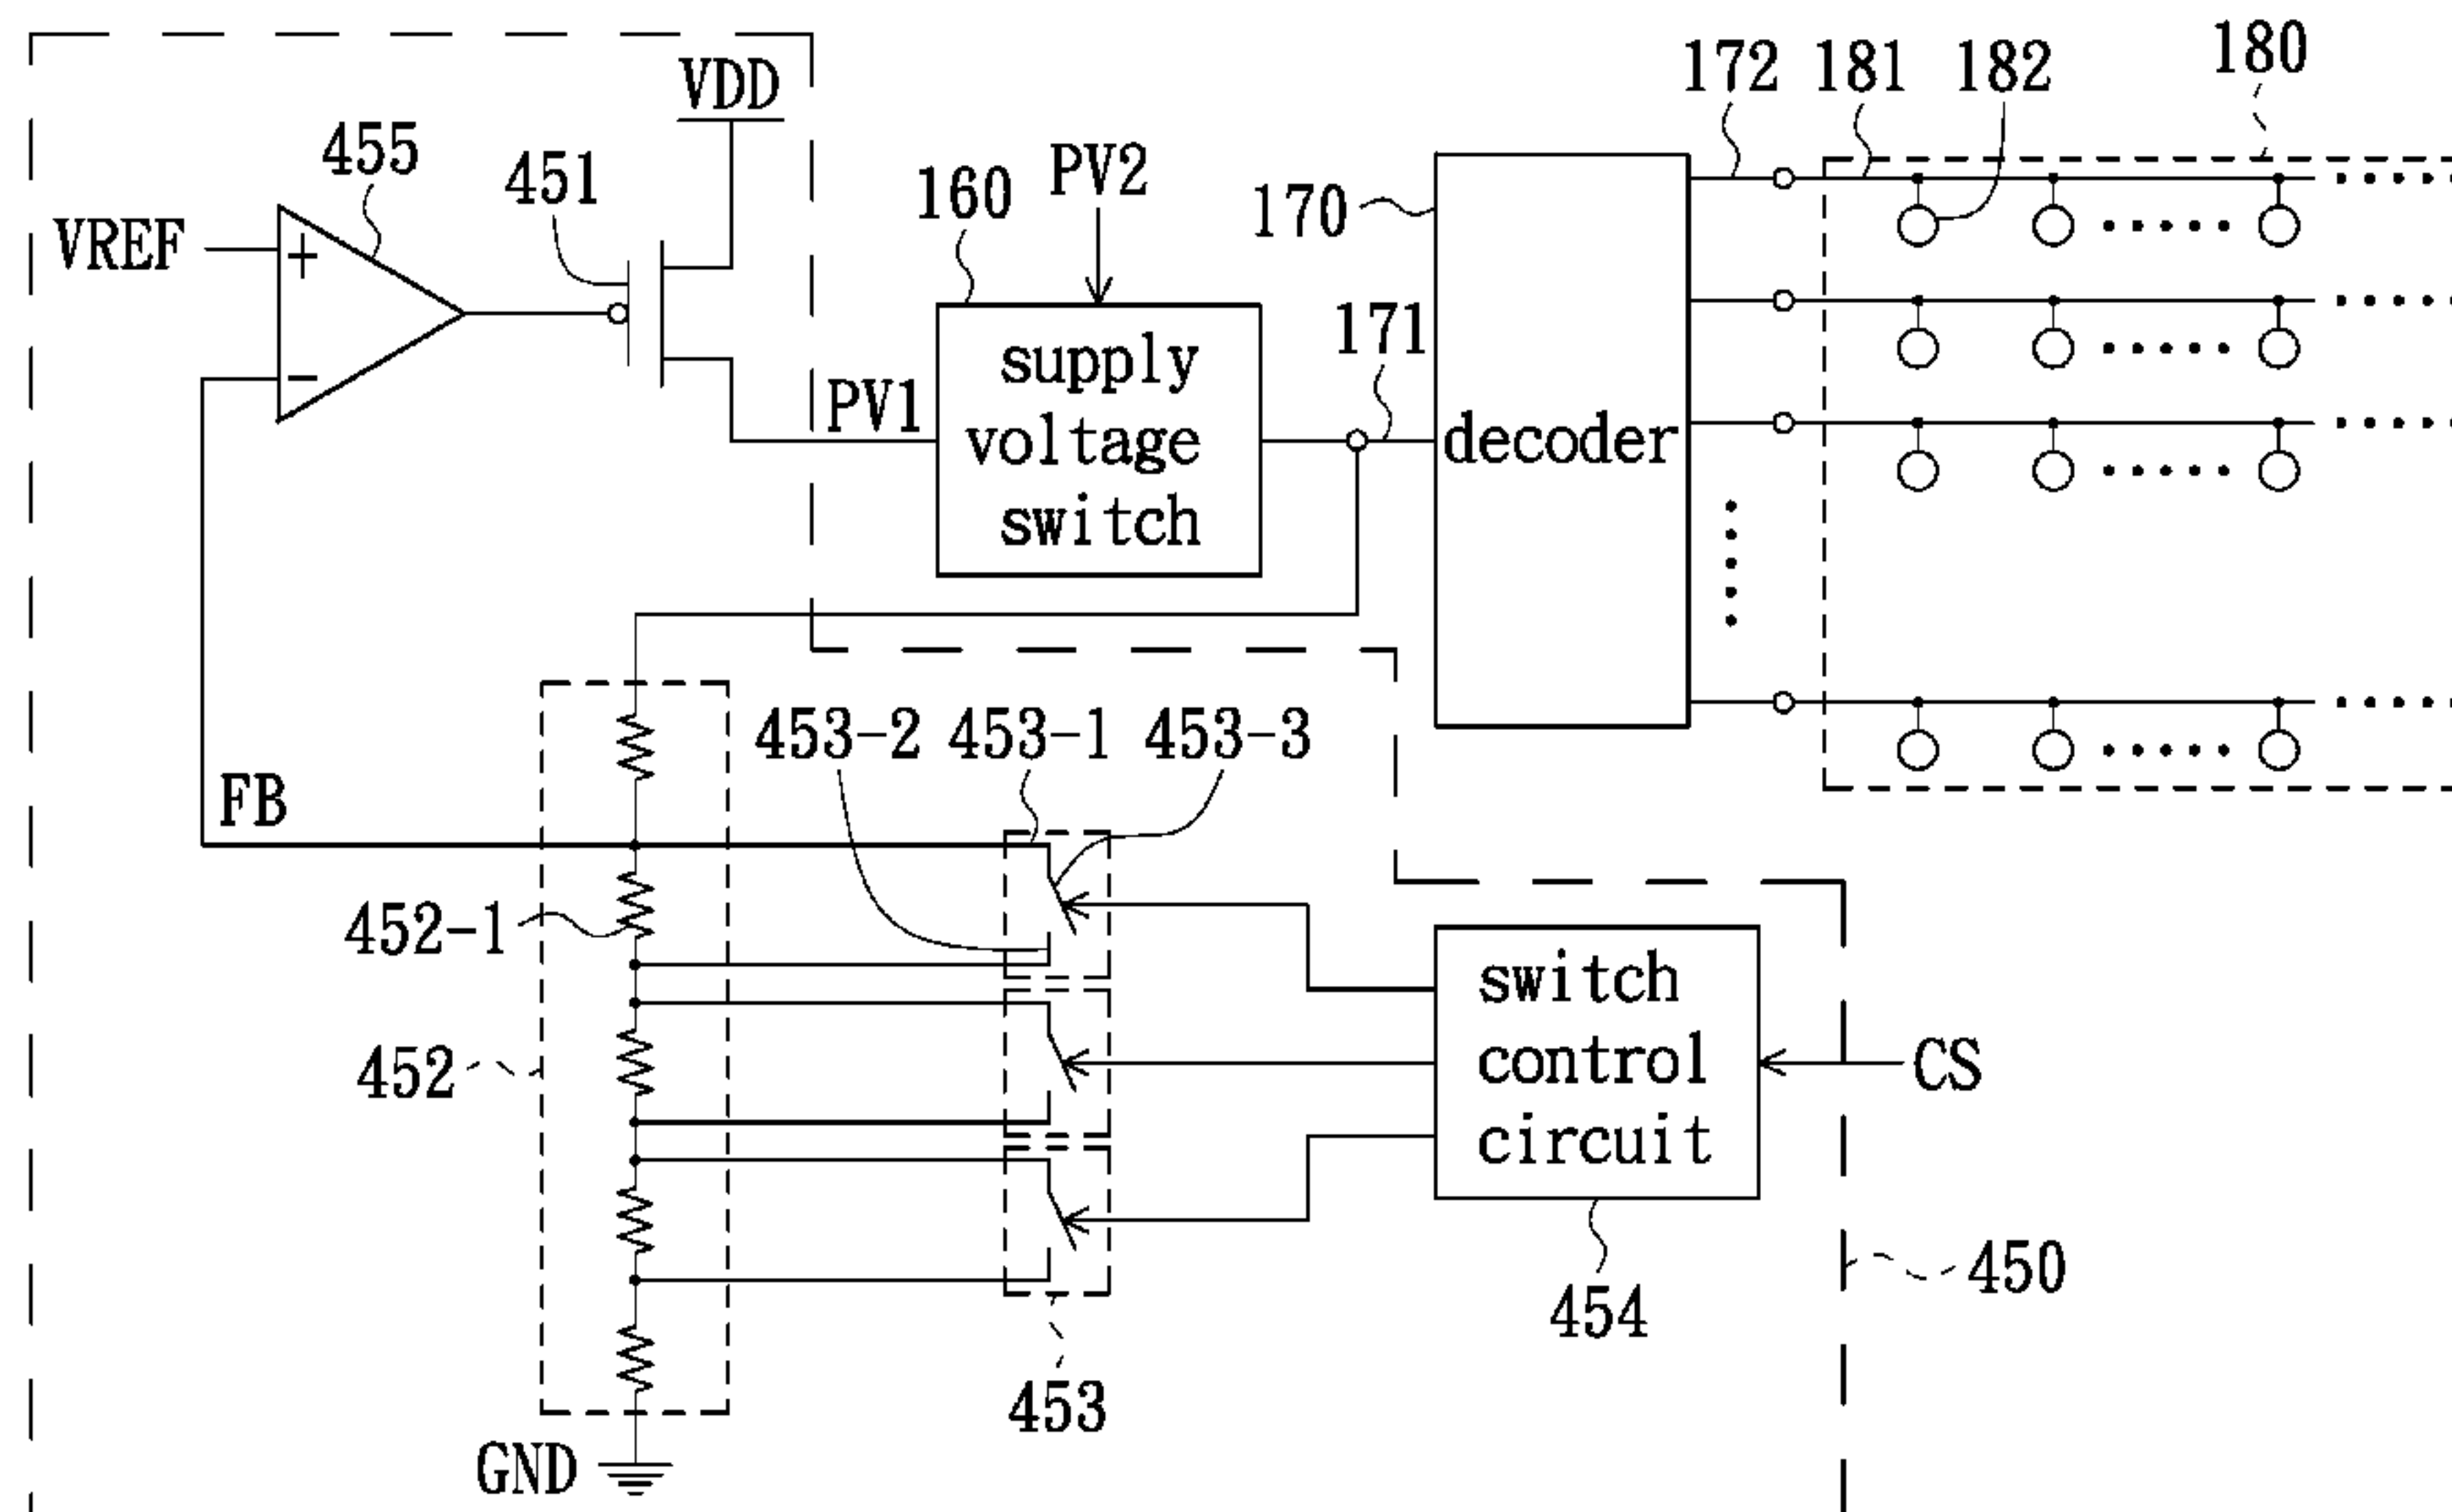 VDD
172
181
182
180
455
451
160
PV2
170
VREF
+
171
supply
voltage
switch
−
PV1
decoder
453-2
453-1
453-3
FB
452-1
switch
control
circuit
452
CS
450
454
453
GND